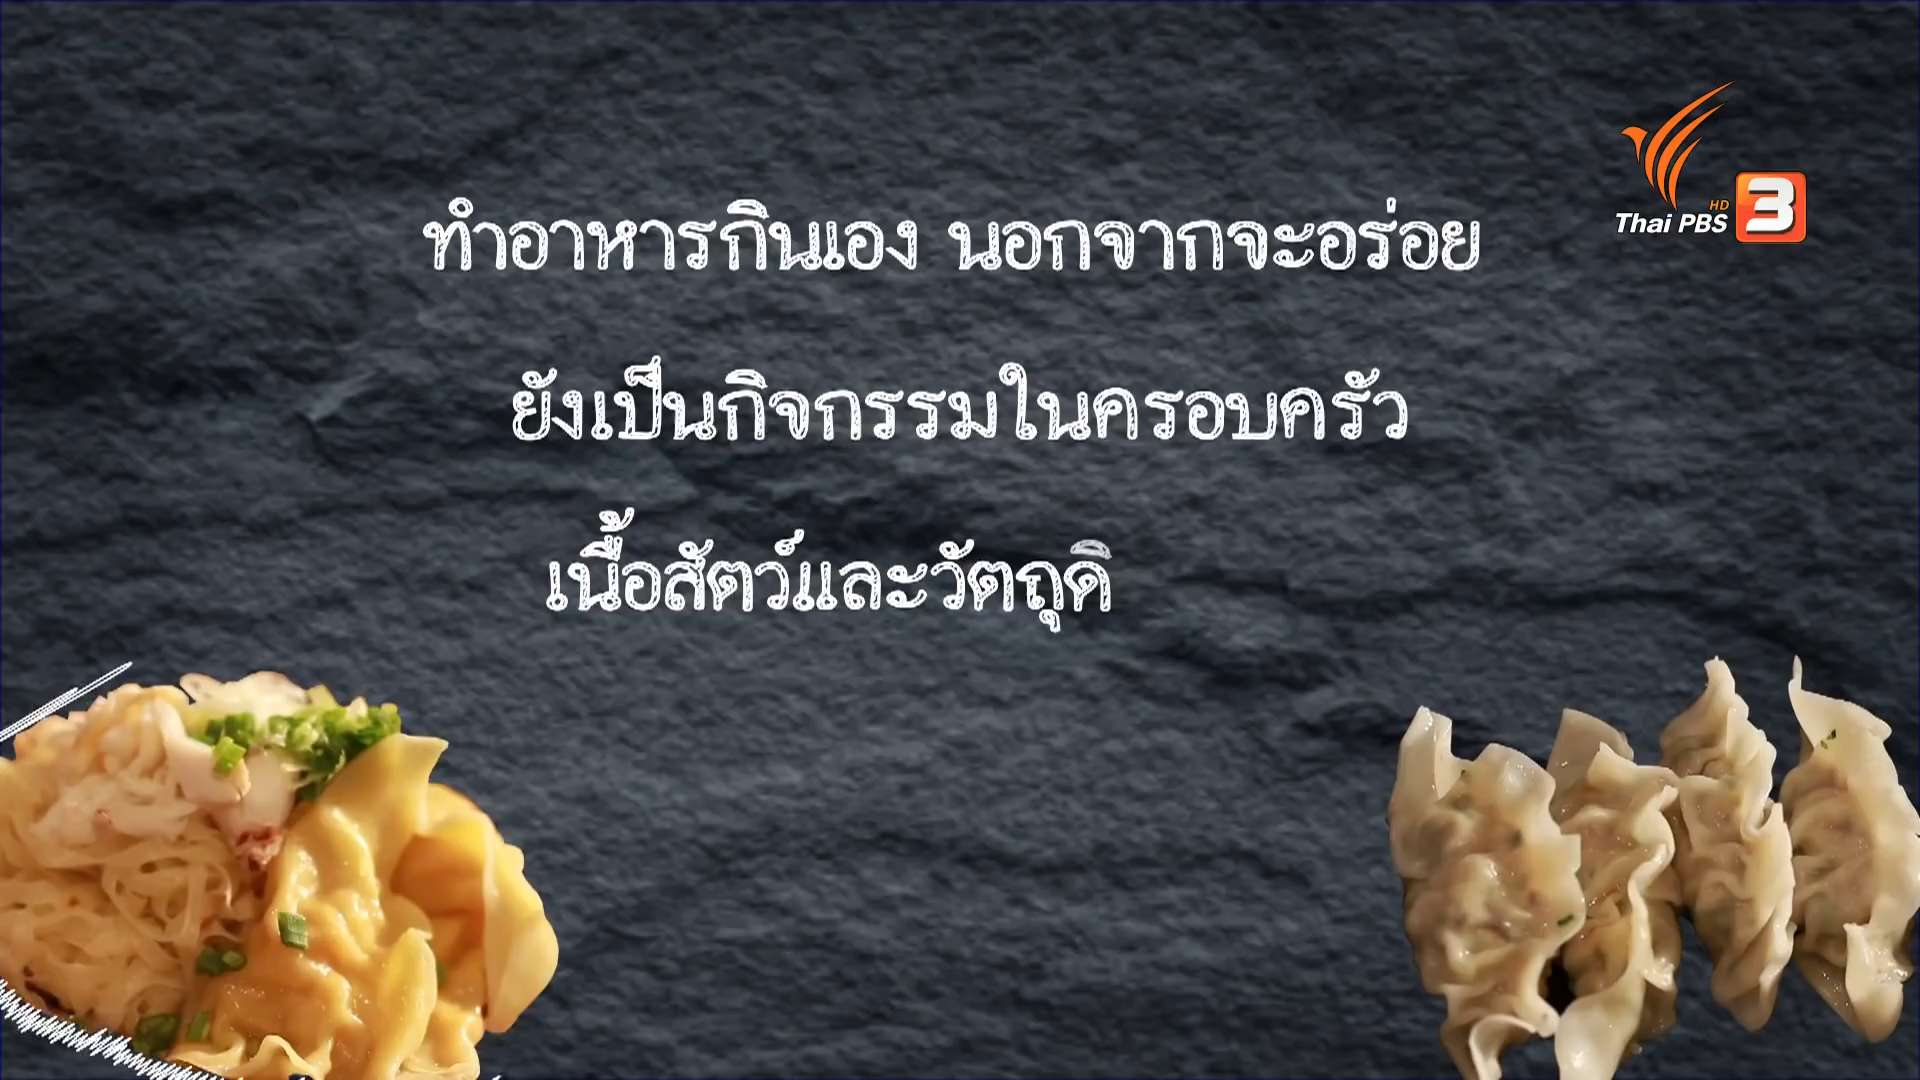 ทำอาหารกินเอง นอกจากจะอร่อย
ยังเป็นกิจกรรมในครอบครัว
เนื้อสัตว์และวัตถุดิ
HD
Thai PBS 3